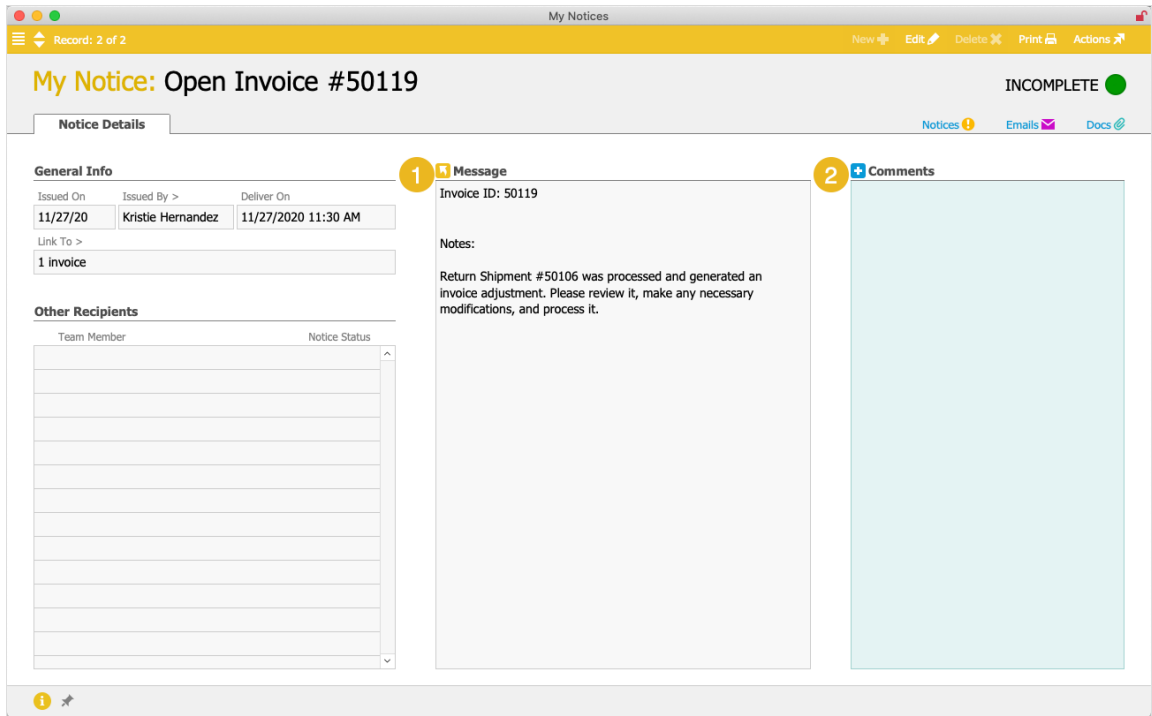 My Notices
Record: 2 of 2
New
Edit
Delete
Print
Actions
My Notice: Open Invoice #50119
INCOMPLETE
Notice Details
Notices
Emails
Docs
General Info
Issued On
Issued By >
Deliver On
11/27/20
Kristie Hernandez
11/27/2020 11:30 AM
Link To >
1 invoice
Other Recipients
Team Member
Notice Status
1
Message
Invoice ID: 50119
Notes:
Return Shipment #50106 was processed and generated an
invoice adjustment. Please review it, make any necessary
modifications, and process it.
2
Comments